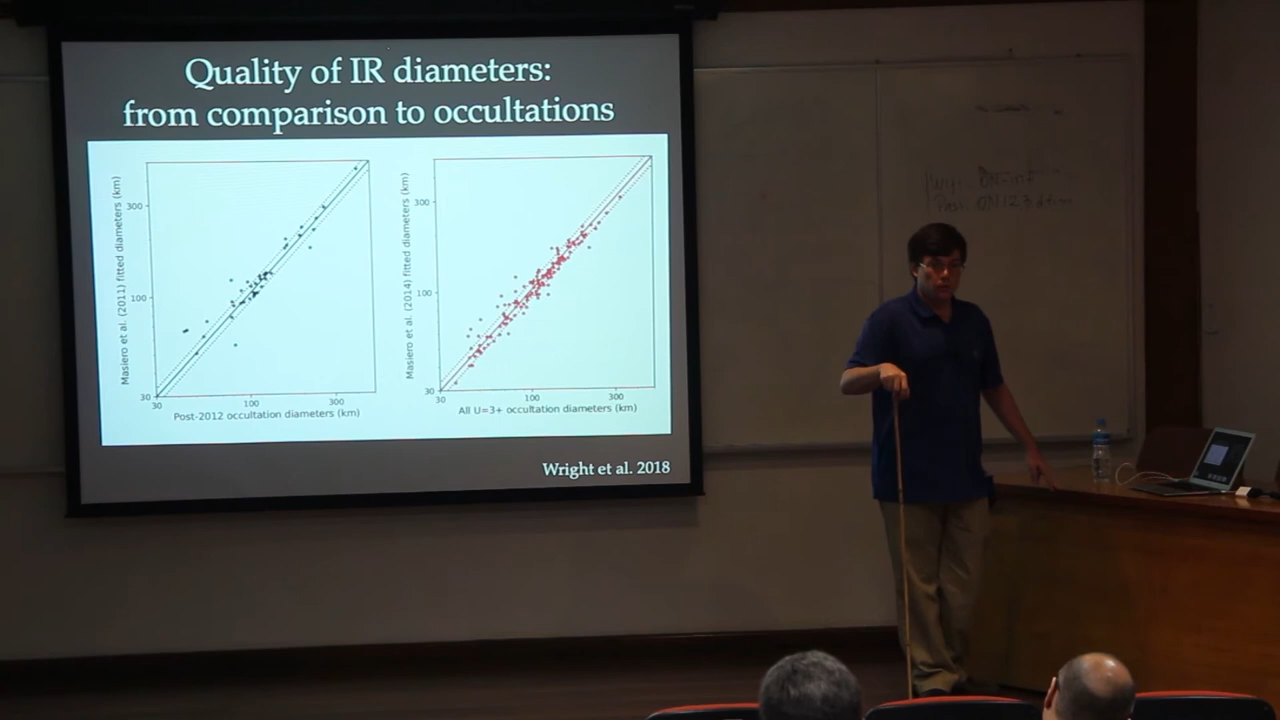 Quality of IR diameters:
from comparison to occultations
Masiero et al. (2011) fitted diameters (km)
300
100
30
30
100
300
Post-2012 occultation diameters (km)
Masiero et al. (2014) fitted diameters (km)
300
100
30
30
100
300
All U=3+ occultation diameters (km)
Wright et al. 2018